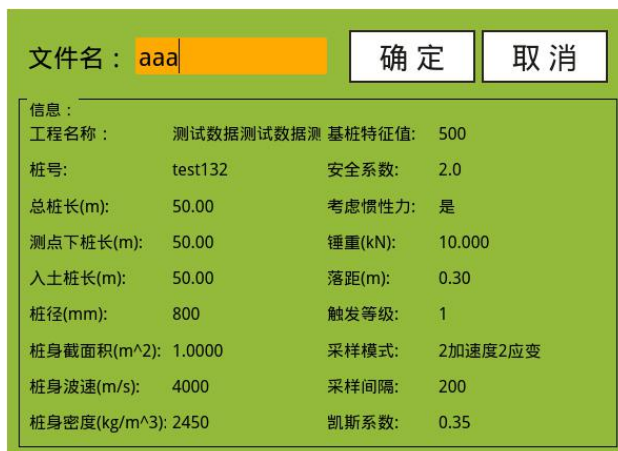 文件名： aaa 确定 取消
信息：
工程名称： 测试数据测试数据测 基桩特征值: 500
桩号: test132 安全系数: 2.0
总桩长(m): 50.00 考虑惯性力: 是
测点下桩长(m): 50.00 锤重(kN): 10.000
入土桩长(m): 50.00 落距(m): 0.30
桩径(mm): 800 触发等级: 1
桩身截面积(m^2): 1.0000 采样模式: 2加速度2应变
桩身波速(m/s): 4000 采样间隔: 200
桩身密度(kg/m^3): 2450 凯斯系数: 0.35